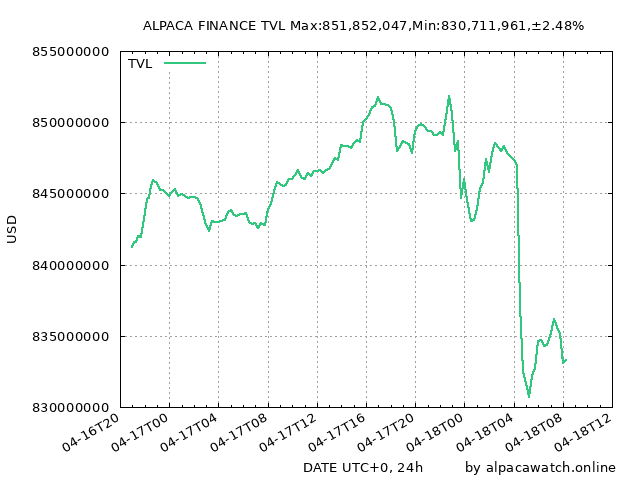 ALPACA FINANCE TVL Max:851,852,047,Min:830,711,961,±2.48%
855000000
TVL
850000000
845000000
USD
840000000
835000000
830000000
04-16T20 04-17T00 04-17T04 04-17T08 04-17T12 04-17T16 04-17T20 04-18T00 04-18T04 04-18T08 04-18T12
DATE UTC+0, 24h by alpacawatch.online